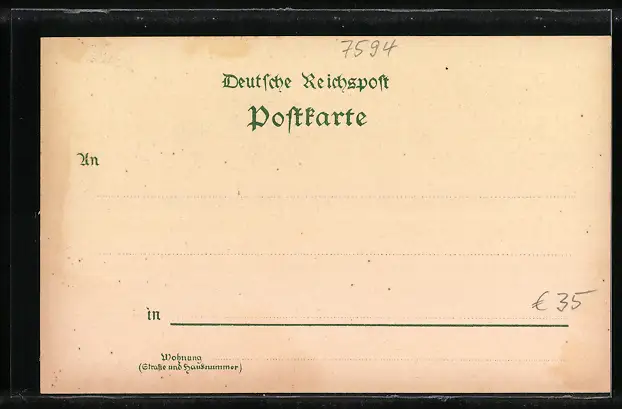 7594
Deutsche Reichspost
Postkarte
An
€ 35
in
Wohnung
(Straße und Hausnummer)